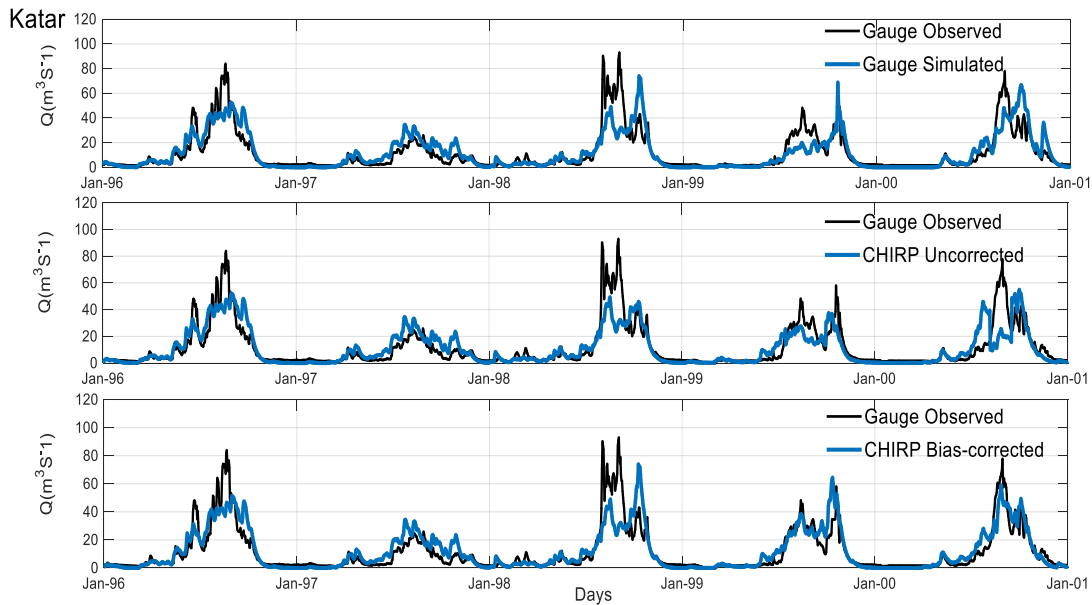 Katar
120
100
80
60
40
20
0
Q(m³S⁻1)
Gauge Observed
Gauge Simulated
Jan-96 Jan-97 Jan-98 Jan-99 Jan-00 Jan-01
120
100
80
60
40
20
0
Q(m³S⁻1)
Gauge Observed
CHIRP Uncorrected
Jan-96 Jan-97 Jan-98 Jan-99 Jan-00 Jan-01
120
100
80
60
40
20
0
Q(m³S⁻1)
Gauge Observed
CHIRP Bias-corrected
Jan-96 Jan-97 Jan-98 Jan-99 Jan-00 Jan-01
Days